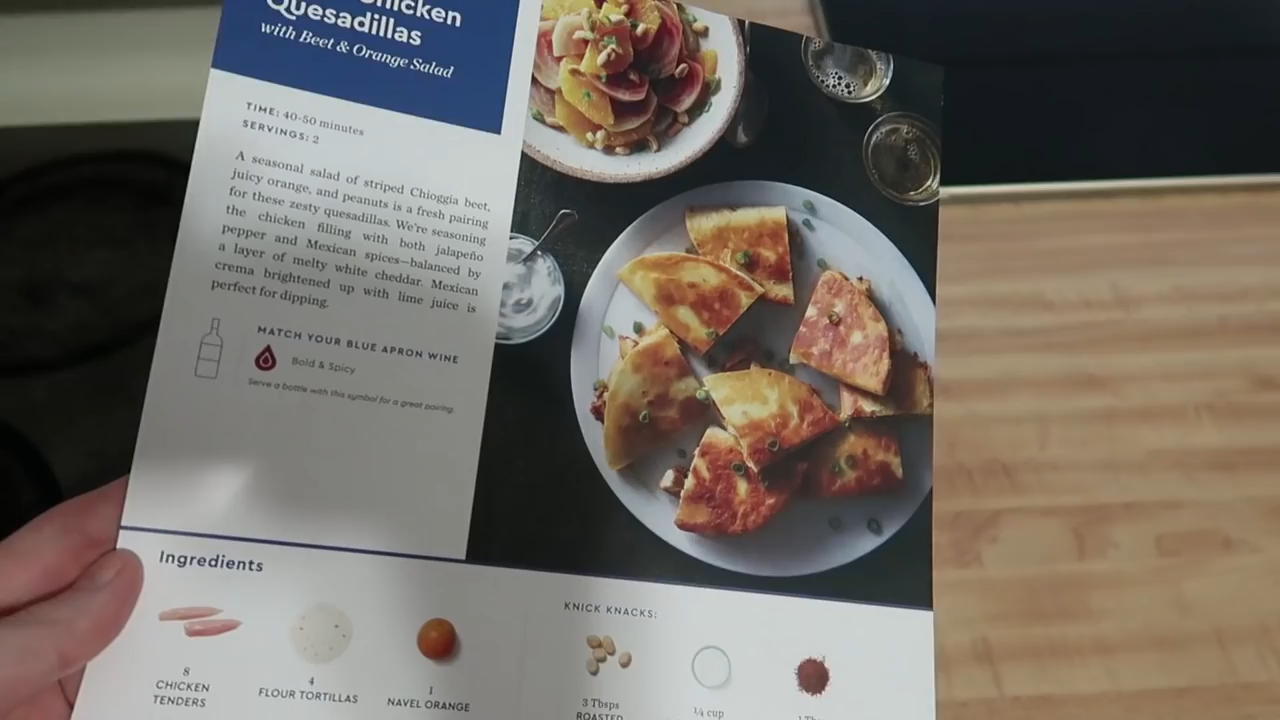 Chicken
Quesadillas
with Beet & Orange Salad
TIME: 40-50 minutes
SERVINGS: 2
A seasonal salad of striped Chioggia beet,
juicy orange, and peanuts is a fresh pairing
for these zesty quesadillas. We're seasoning
the chicken filling with both jalapeño
pepper and Mexican spices—balanced by
a layer of melty white cheddar. Mexican
crema brightened up with lime juice is
perfect for dipping.
MATCH YOUR BLUE APRON WINE
Bold & Spicy
Serve a bottle with this symbol for a great pairing.
Ingredients
8
CHICKEN
TENDERS
4
FLOUR TORTILLAS
1
NAVEL ORANGE
KNICK KNACKS:
3 Tbsps
ROASTED
1/4 cup